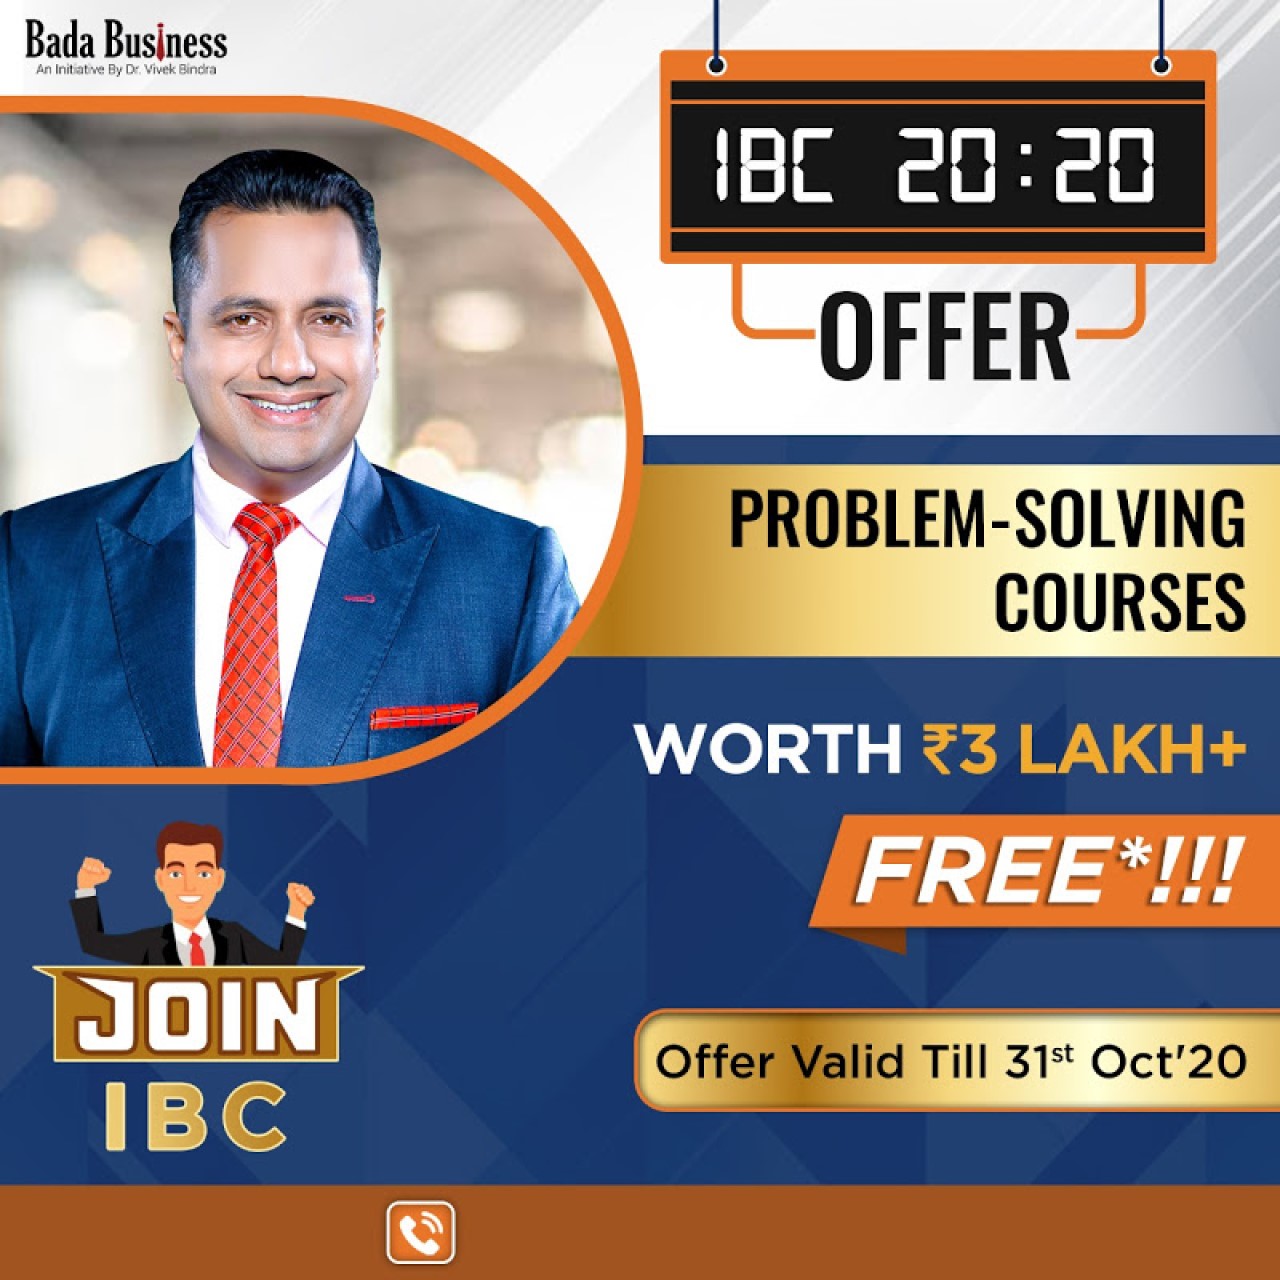 Bada Business
An Initiative By Dr. Vivek Bindra
IBC 20:20
OFFER
PROBLEM-SOLVING
COURSES
WORTH ₹3 LAKH+
FREE*!!!
JOIN
IBC
Offer Valid Till 31st Oct'20